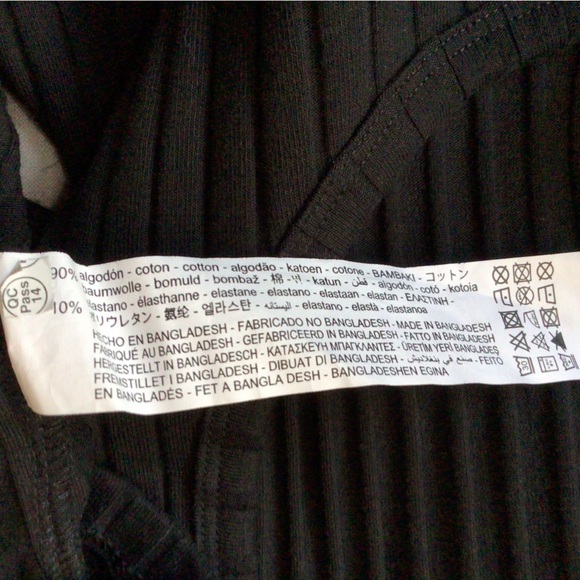 QC
Pass
14
90% algodón - coton - cotton - algodão - katoen - cotone - BAMBAKI - コットン
baumwolle - bomuld - bombaž - 棉 - 면 - katun - قطن - algodón - cotó - kotoia
10% elastano - élasthanne - elastane - elastano - elastaan - elastan - ΕΛΑΣΤΙΝΗ -
ポリウレタン - 氨纶 - 엘라스탄 - اليستانه - elastano - elastà - elastanoa
HECHO EN BANGLADESH - FABRICADO NO BANGLADESH - MADE IN BANGLADESH
FABRIQUÉ AU BANGLADESH - GEFABRICEERD IN BANGLADESH - FATTO IN BANGLADESH
HERGESTELLT IN BANGLADESCH - ΚΑΤΑΣΚΕΥΗ ΜΠΑΓΚΛΑΝΤΕΣ - ÜRETİM YERİ BANGLADEŞ
FREMSTILLET I BANGLADESH - DIBUAT DI BANGLADESH - صنع في بنغلاديش - FEITO
EN BANGLADÉS - FET A BANGLA DESH - BANGLADESHEN EGINA